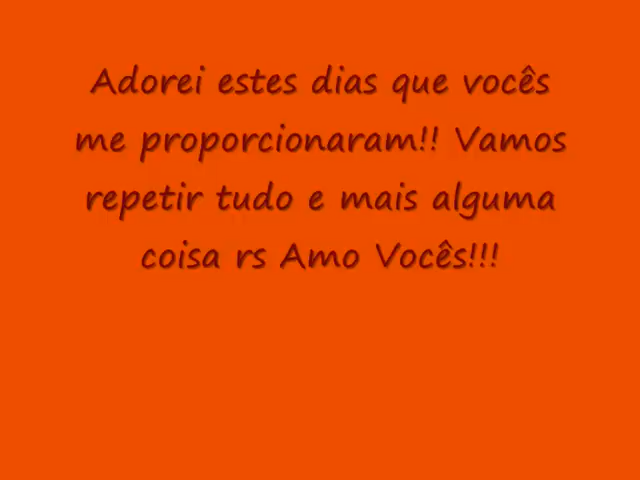 Adorei estes dias que vocês
me proporcionaram!! Vamos
repetir tudo e mais alguma
coisa rs Amo Vocês!!!